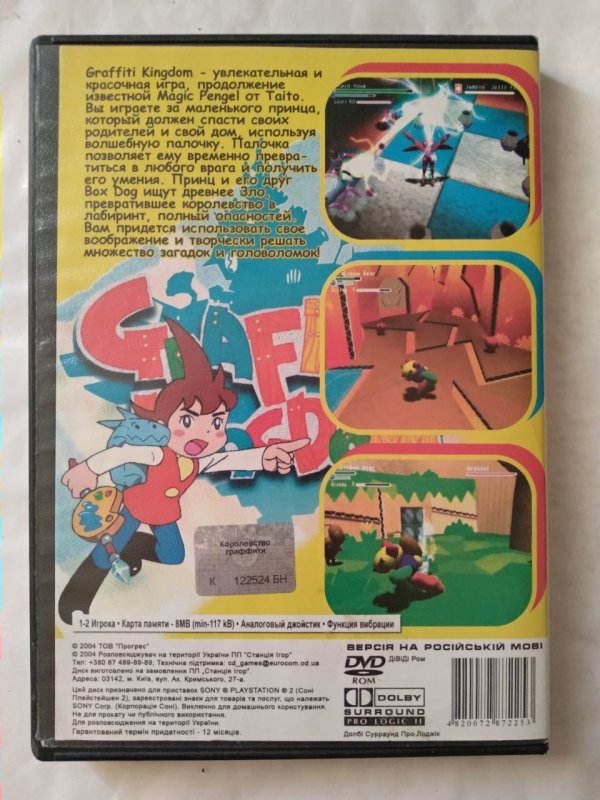 Graffiti Kingdom - увлекательная и
красочная игра, продолжение
известной Magic Pengel от Taito.
Вы играете за маленького принца,
который должен спасти своих
родителей и свой дом, используя
волшебную палочку. Палочка
позволяет ему временно превра-
титься в любого врага и получить
его умения. Принц и его друг
Box Dog ищут древнее Зло,
превратившее королевство в
лабиринт, полный опасностей.
Вам придется использовать свое
воображение и творчески решать
множество загадок и головоломок!
Level 50
GRAFFI
Королевство
граффити
К 122524 БН
1-2 Игрока • Карта памяти - 8MB (min-117 kB) • Аналоговый джойстик • Функция вибрации
© 2004 ТОВ "Прогрес"
© 2004 Розповсюджувач на території України ПП "Станція Ігор"
Тел: +380 67 489-89-89; Технічна підтримка: cd_games@eurocom.od.ua
Диск виготовлено на замовлення ПП „Станція Ігор".
Адреса: 03142, м. Київ, вул. Ак. Кримського, 27-а.
Цей диск призначено для приставок SONY ® PLAYSTATION ® 2 (Соні
Плейстейшен 2), зареєстровані знаки для товарів та послуг, що належать
SONY Corp. (Корпорація Соні). Виключно для домашнього користування.
Не для прокату чи публічного використання.
Для розповсюдження на території України.
Гарантований термін придатності - 12 місяців.
ВЕРСІЯ НА РОСІЙСЬКІЙ МОВІ
DVD
ROM
ДіВіДі Ром
DOLBY
SURROUND
PRO LOGIC II
Долбі Сурраунд Про Лоджік
4820072872253